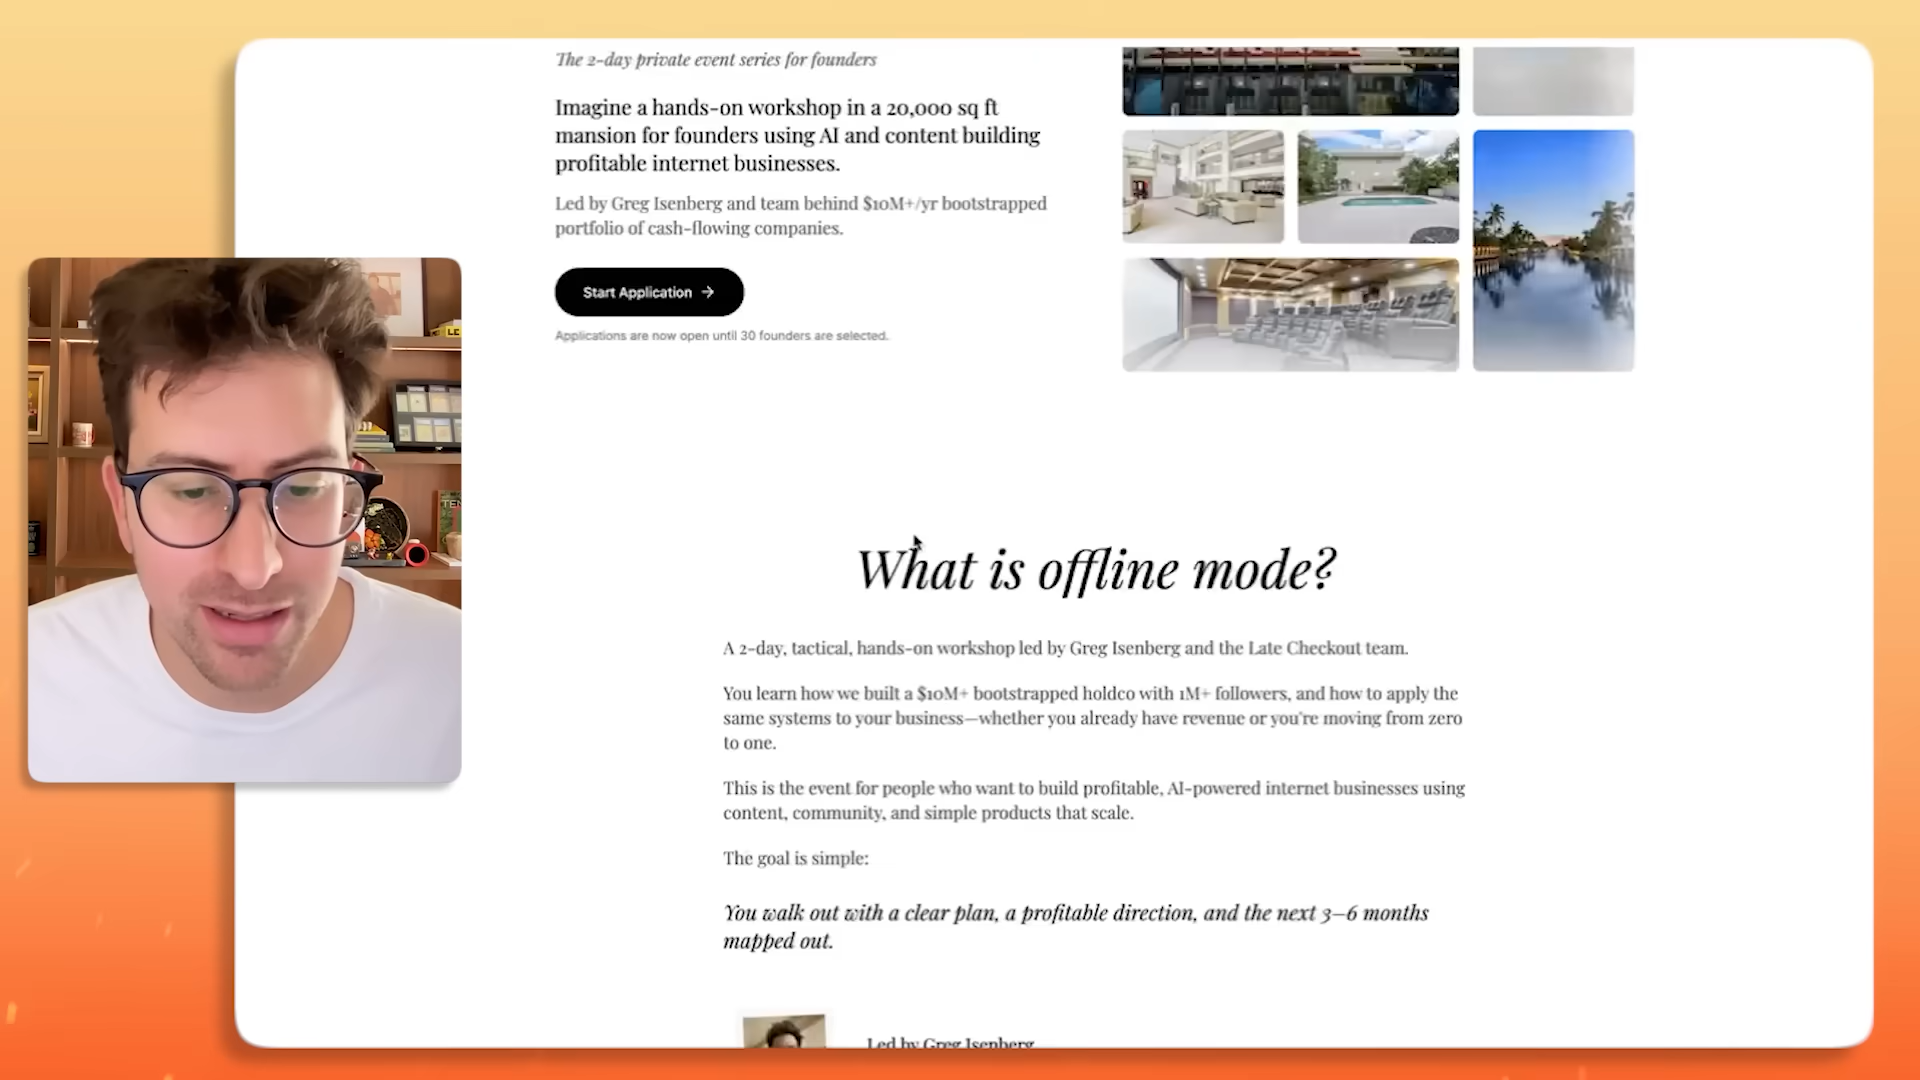 The 2-day private event series for founders
Imagine a hands-on workshop in a 20,000 sq ft
mansion for founders using AI and content building
profitable internet businesses.
Led by Greg Isenberg and team behind $10M+/yr bootstrapped
portfolio of cash-flowing companies.
Start Application →
Applications are now open until 30 founders are selected.
What is offline mode?
A 2-day, tactical, hands-on workshop led by Greg Isenberg and the Late Checkout team.
You learn how we built a $10M+ bootstrapped holdco with 1M+ followers, and how to apply the
same systems to your business—whether you already have revenue or you're moving from zero
to one.
This is the event for people who want to build profitable, AI-powered internet businesses using
content, community, and simple products that scale.
The goal is simple:
You walk out with a clear plan, a profitable direction, and the next 3–6 months
mapped out.
Led by Greg Isenberg